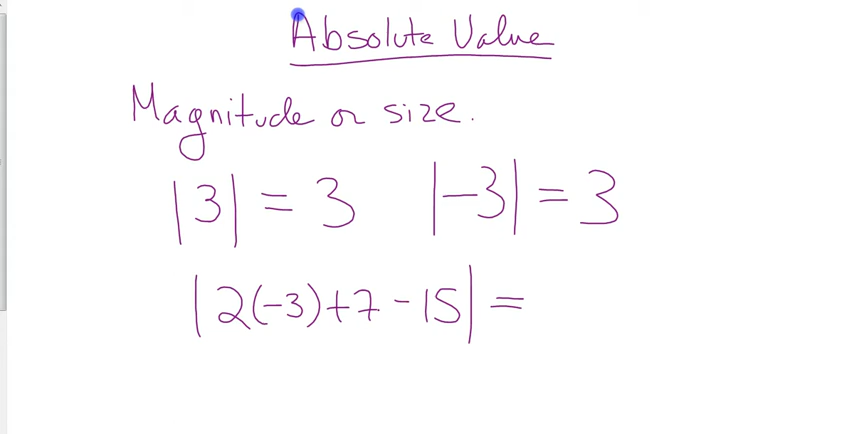 Absolute Value
Magnitude or size.
|3| = 3 |-3| = 3
|2(-3)+7-15| =